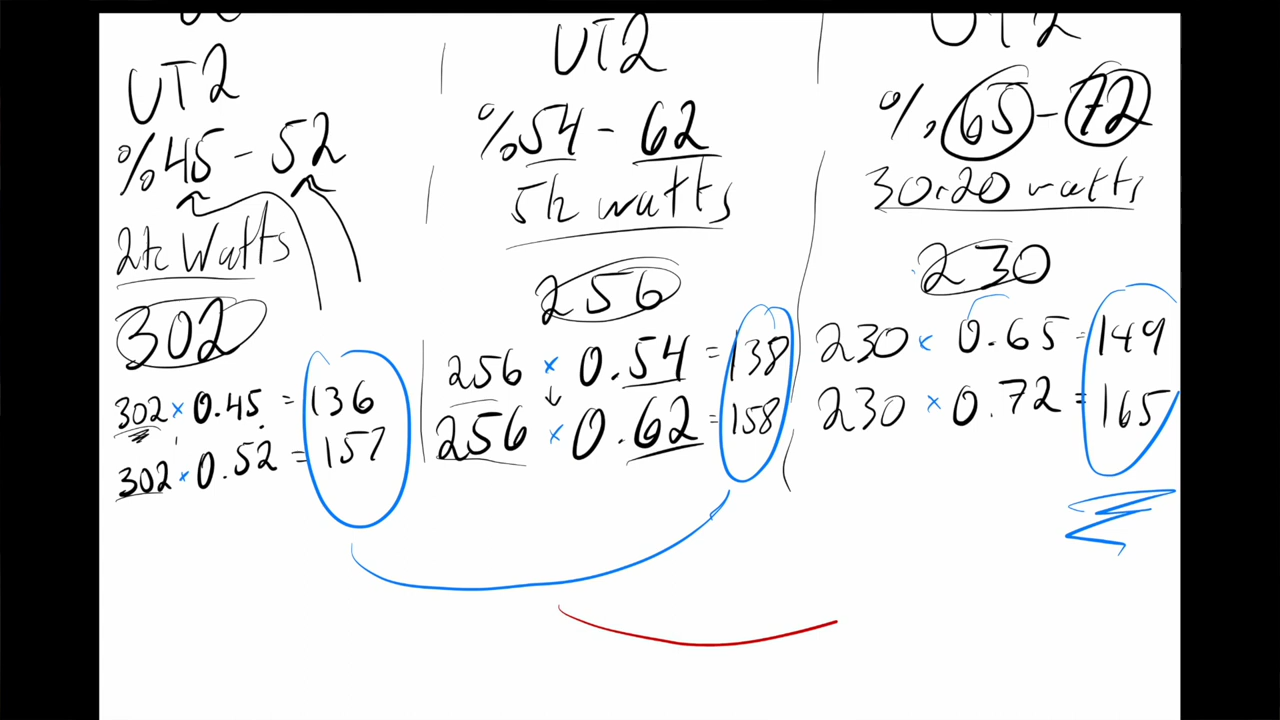 UT2
%45 - 52
2k Watts
302
302 x 0.45 = 136
302 x 0.52 = 157
UT2
%54 - 62
5k watts
256
256 x 0.54 = 138
256 x 0.62 = 158
UT2
%65 - 72
30r20 watts
230
230 x 0.65 = 149
230 x 0.72 = 165